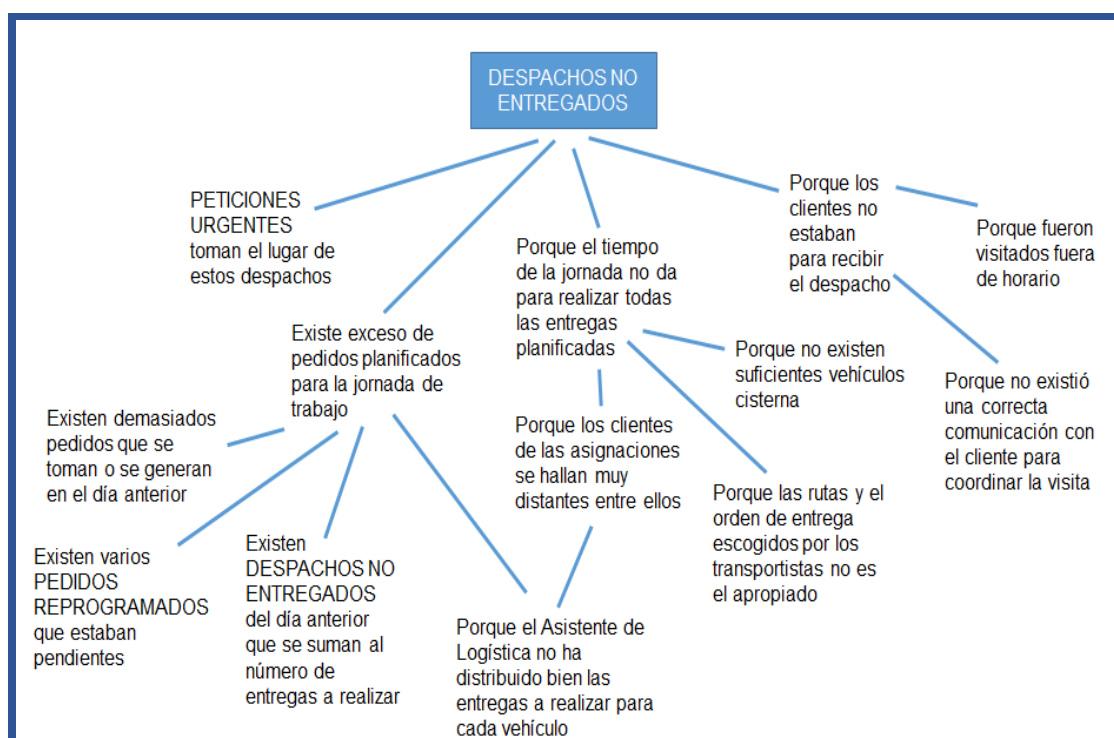 DESPACHOS NO
ENTREGADOS
PETICIONES
URGENTES
toman el lugar de
estos despachos
Existe exceso de
pedidos planificados
para la jornada de
trabajo
Porque el tiempo
de la jornada no da
para realizar todas
las entregas
planificadas
Porque los
clientes no
estaban
para recibir
el despacho
Porque fueron
visitados fuera
de horario
Porque no existió
una correcta
comunicación con
el cliente para
coordinar la visita
Porque no existen
suficientes vehículos
cisterna
Porque los clientes
de las asignaciones
se hallan muy
distantes entre ellos
Porque las rutas y el
orden de entrega
escogidos por los
transportistas no es
el apropiado
Existen demasiados
pedidos que se
toman o se generan
en el día anterior
Existen varios
PEDIDOS
REPROGRAMADOS
que estaban
pendientes
Existen
DESPACHOS NO
ENTREGADOS
del día anterior
que se suman al
número de
entregas a realizar
Porque el Asistente de
Logística no ha
distribuido bien las
entregas a realizar para
cada vehículo